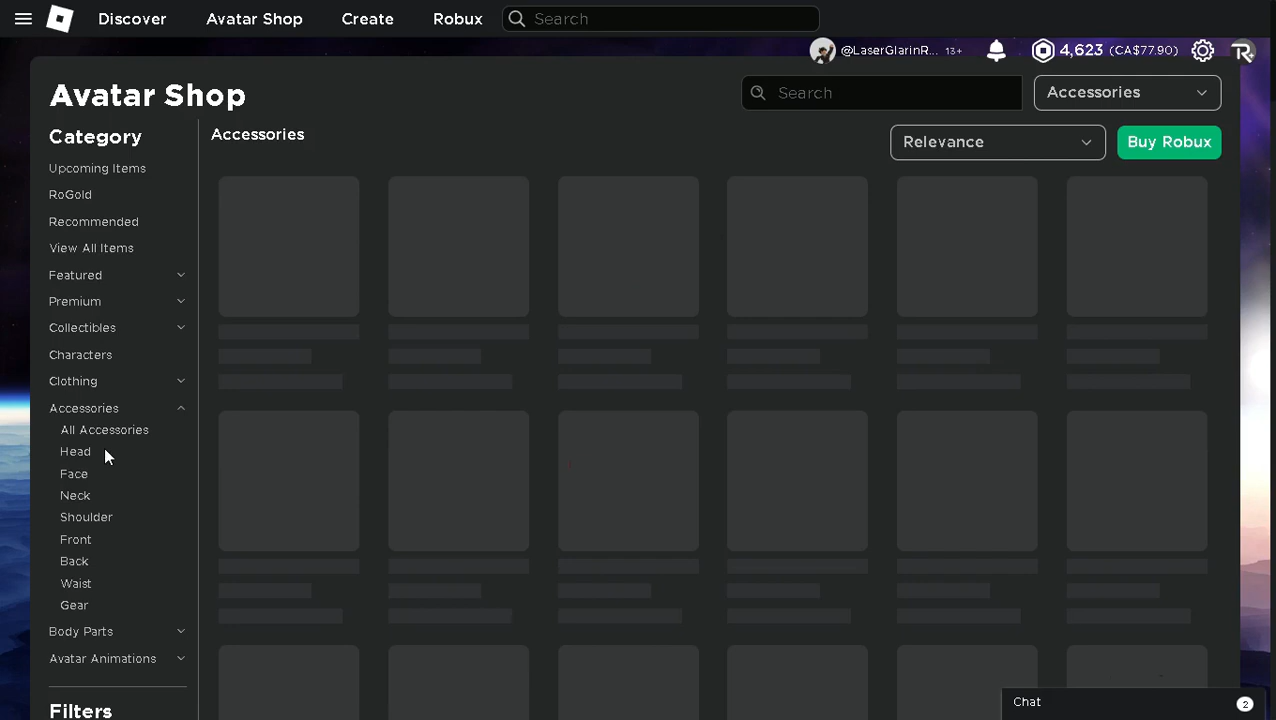 Discover Avatar Shop Create Robux Search
@LaserGlarinR... 13+ 4,623 (CA$77.90)
Avatar Shop
Search
Accessories
Category
Accessories
Relevance
Buy Robux
Upcoming Items
RoGold
Recommended
View All Items
Featured
Premium
Collectibles
Characters
Clothing
Accessories
All Accessories
Head
Face
Neck
Shoulder
Front
Back
Waist
Gear
Body Parts
Avatar Animations
Filters
Chat 2